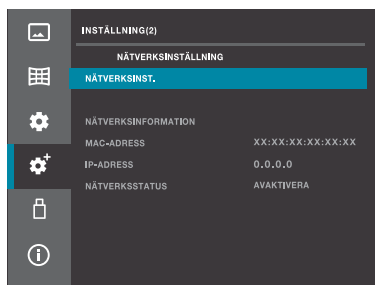 INSTÄLLNING(2)
NÄTVERKSINSTÄLLNING
NÄTVERKSINST.
NÄTVERKSINFORMATION
MAC-ADRESS XX:XX:XX:XX:XX:XX
IP-ADRESS 0.0.0.0
NÄTVERKSSTATUS AVAKTIVERA